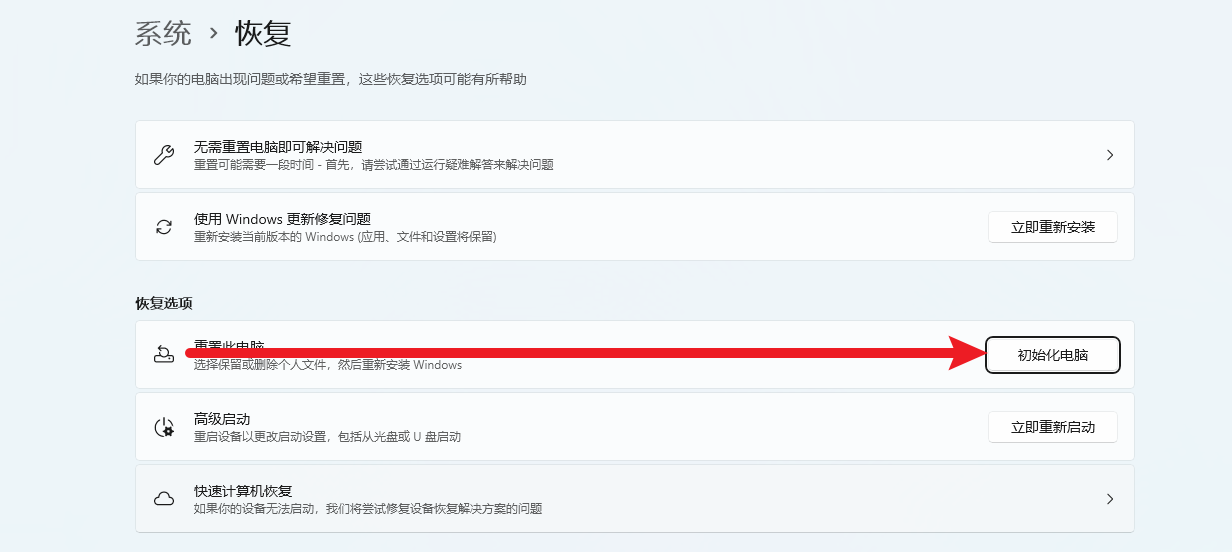 系统 › 恢复
如果你的电脑出现问题或希望重置，这些恢复选项可能有所帮助
无需重置电脑即可解决问题
重置可能需要一段时间 - 首先，请尝试通过运行疑难解答来解决问题
使用 Windows 更新修复问题
重新安装当前版本的 Windows (应用、文件和设置将保留)
立即重新安装
恢复选项
重置此电脑
选择保留或删除个人文件，然后重新安装 Windows
初始化电脑
高级启动
重启设备以更改启动设置，包括从光盘或 U 盘启动
立即重新启动
快速计算机恢复
如果你的设备无法启动，我们将尝试修复设备恢复解决方案的问题